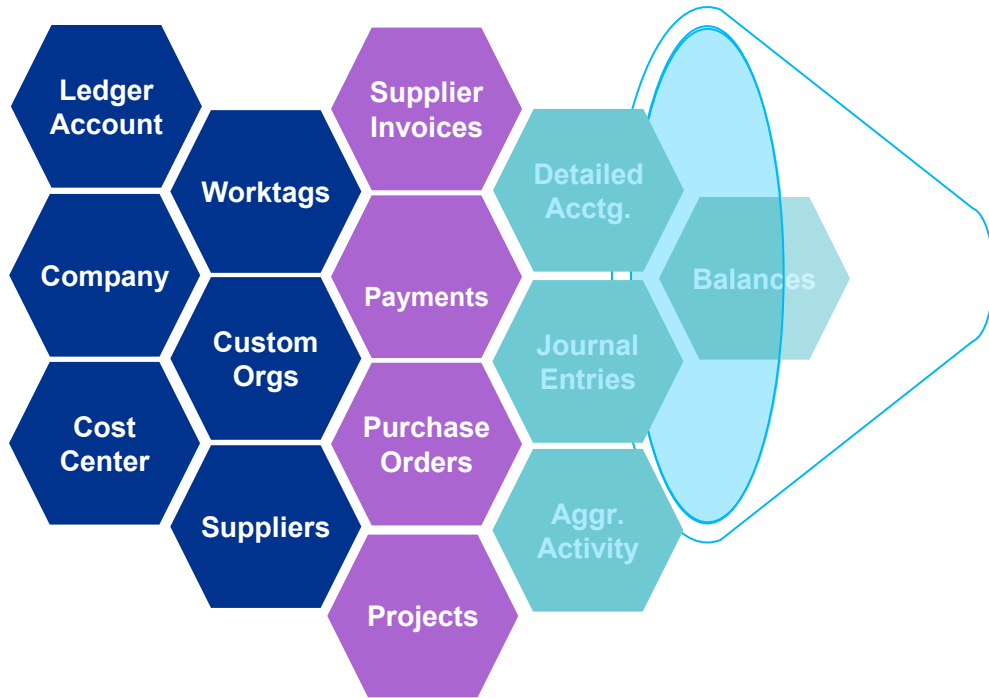 Ledger
Account
Company
Cost
Center
Worktags
Custom
Orgs
Suppliers
Supplier
Invoices
Payments
Purchase
Orders
Projects
Detailed
Acctg.
Journal
Entries
Aggr.
Activity
Balances